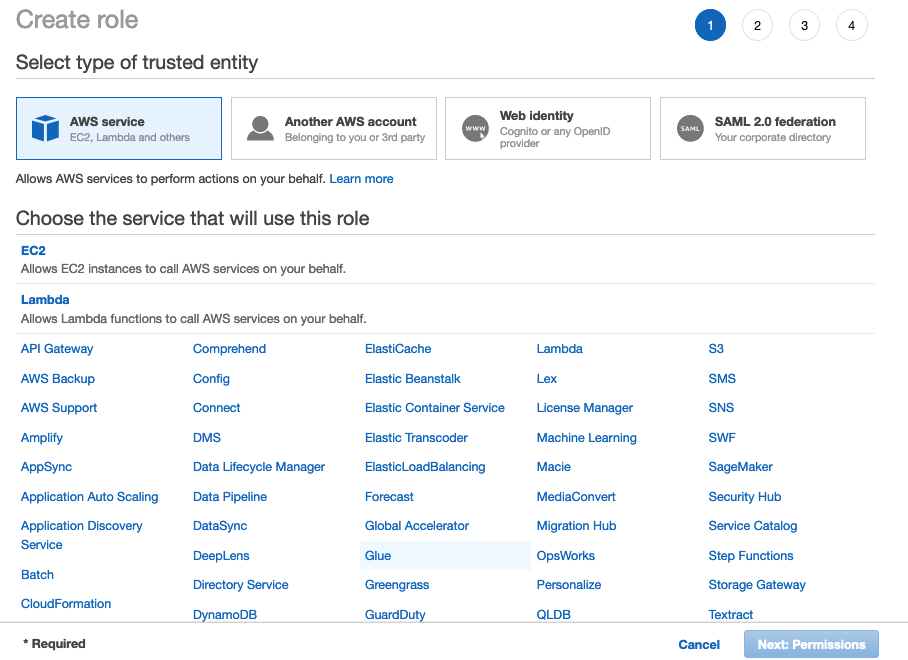 Create role
1 2 3 4
Select type of trusted entity
AWS service
EC2, Lambda and others
Another AWS account
Belonging to you or 3rd party
www
Web identity
Cognito or any OpenID
provider
SAML
SAML 2.0 federation
Your corporate directory
Allows AWS services to perform actions on your behalf. Learn more
Choose the service that will use this role
EC2
Allows EC2 instances to call AWS services on your behalf.
Lambda
Allows Lambda functions to call AWS services on your behalf.
API Gateway
AWS Backup
AWS Support
Amplify
AppSync
Application Auto Scaling
Application Discovery
Service
Batch
CloudFormation
Comprehend
Config
Connect
DMS
Data Lifecycle Manager
Data Pipeline
DataSync
DeepLens
Directory Service
DynamoDB
ElastiCache
Elastic Beanstalk
Elastic Container Service
Elastic Transcoder
ElasticLoadBalancing
Forecast
Global Accelerator
Glue
Greengrass
GuardDuty
Lambda
Lex
License Manager
Machine Learning
Macie
MediaConvert
Migration Hub
OpsWorks
Personalize
QLDB
S3
SMS
SNS
SWF
SageMaker
Security Hub
Service Catalog
Step Functions
Storage Gateway
Textract
* Required
Cancel
Next: Permissions